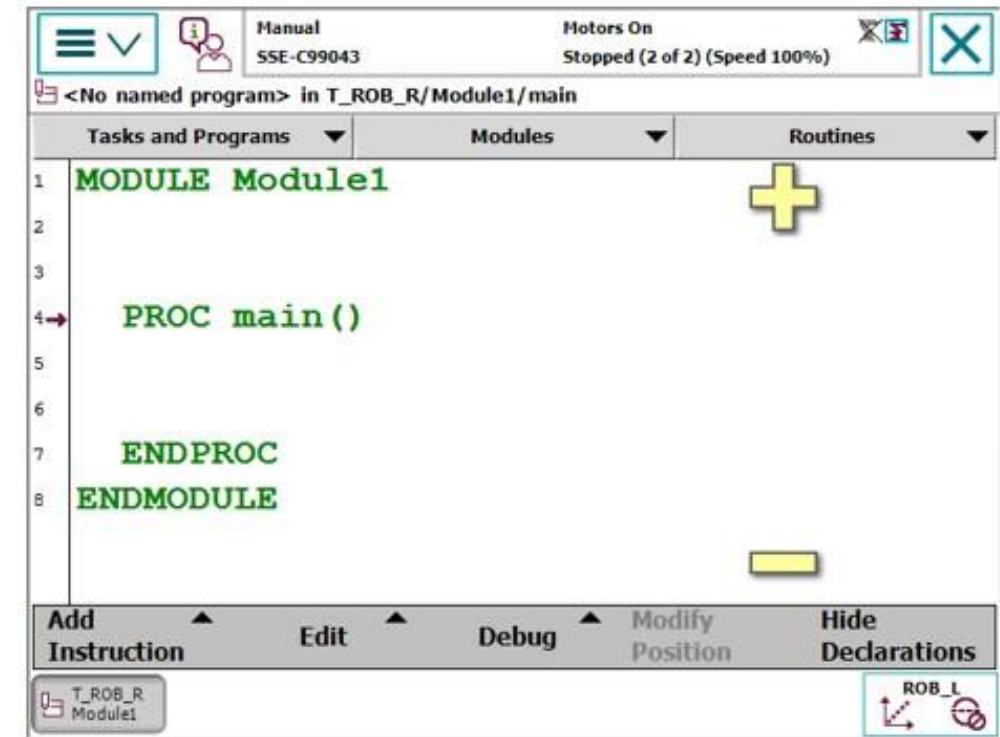 Manual
SSE-C99043
Motors On
Stopped (2 of 2) (Speed 100%)
<No named program> in T_ROB_R/Module1/main
Tasks and Programs
Modules
Routines
1 MODULE Module1
2
3
4 PROC main()
5
6
7 ENDPROC
8 ENDMODULE
Add Instruction
Edit
Debug
Modify Position
Hide Declarations
T_ROB_R
Module1
ROB_L